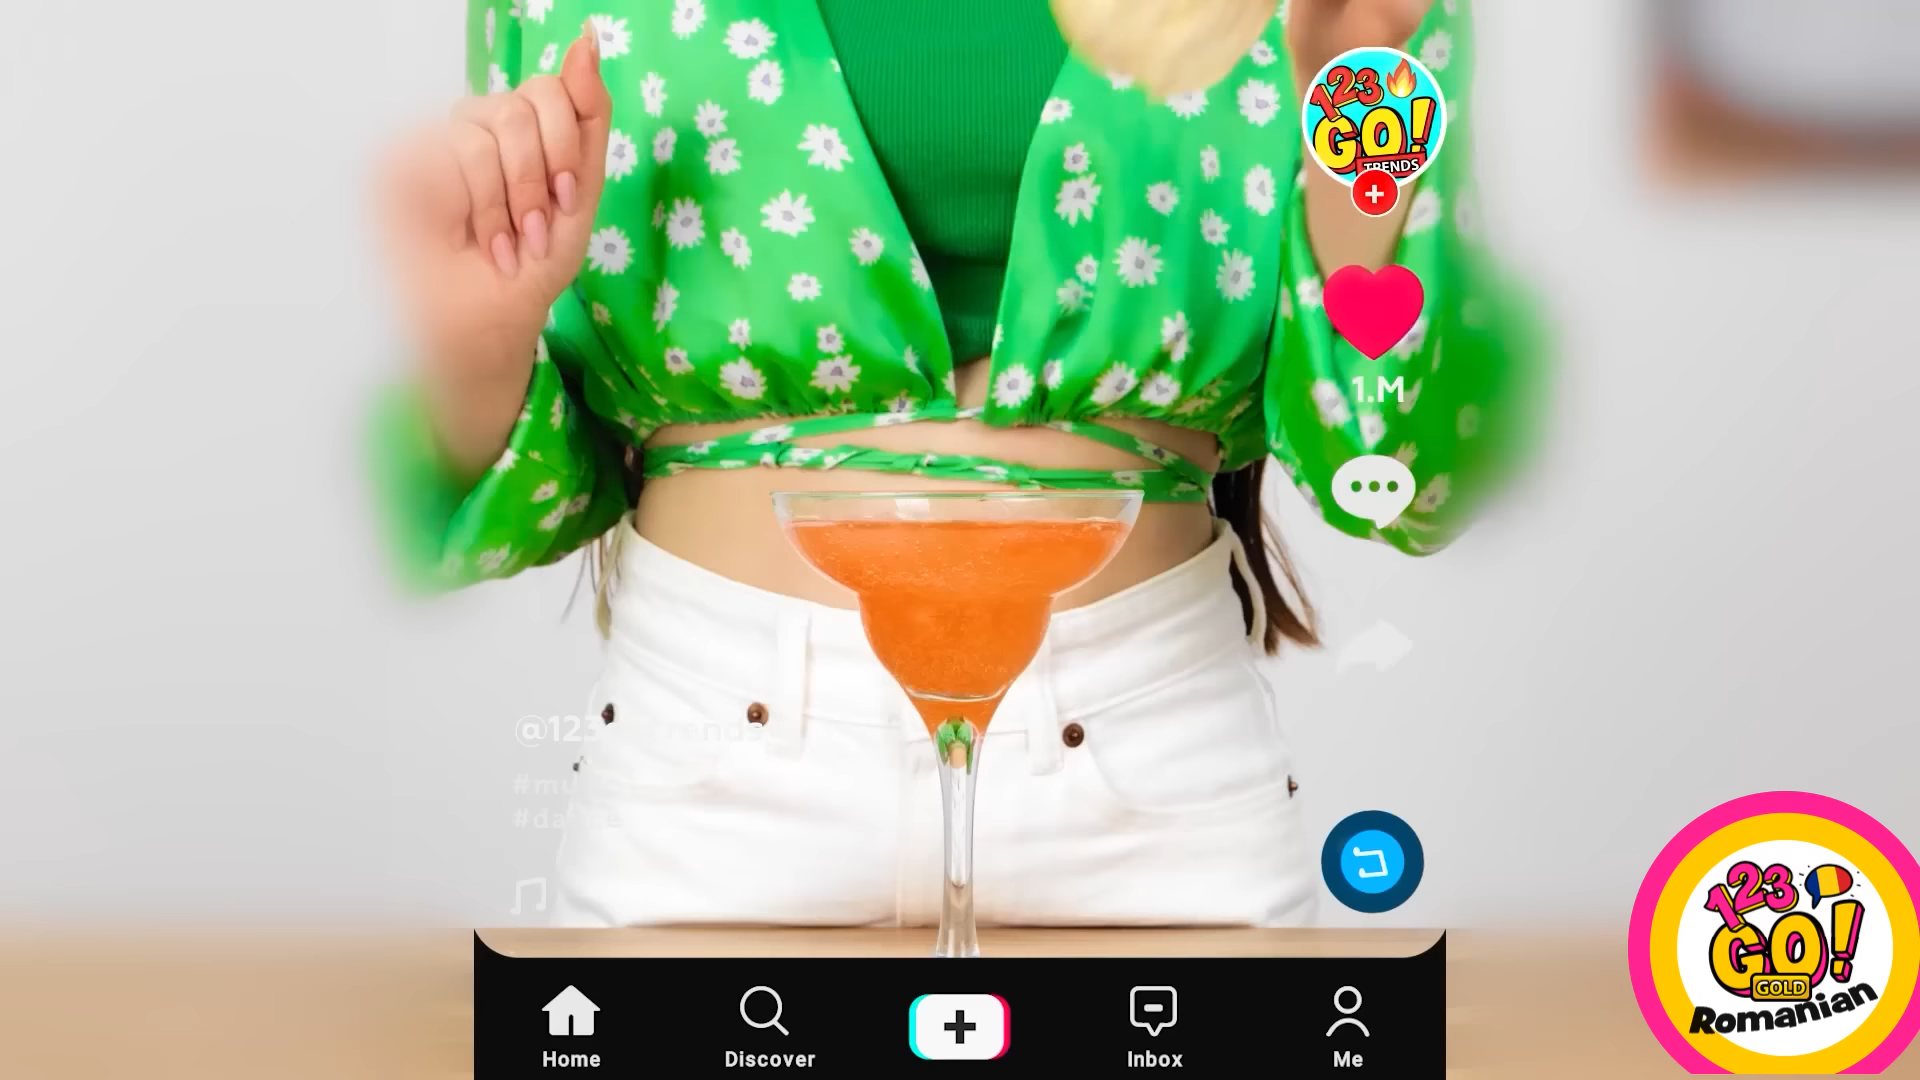 123
GO!
TRENDS
1.M
Home
Discover
Inbox
Me
123
GO!
GOLD
Romanian